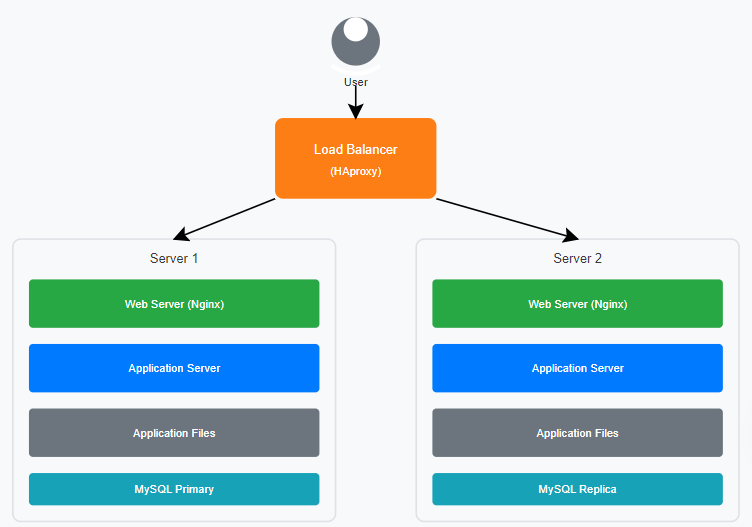 User
Load Balancer
(HAproxy)
Server 1
Web Server (Nginx)
Application Server
Application Files
MySQL Primary
Server 2
Web Server (Nginx)
Application Server
Application Files
MySQL Replica